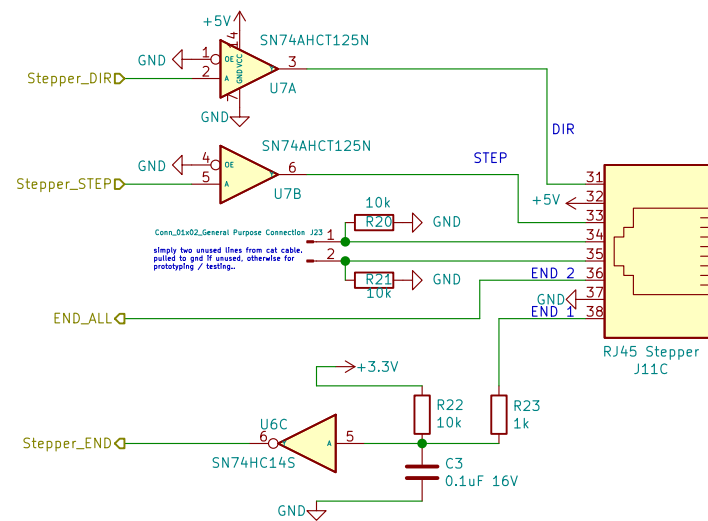 +5V
SN74AHCT125N
14
GND
1
OE
VCC
3
Stepper_DIR
2
A
GND
U7A
7
GND
DIR
SN74AHCT125N
GND
4
OE
6
STEP
Stepper_STEP
5
A
U7B
31
+5V
32
33
10k
R20
GND
Conn_01x02_General Purpose Connection J23
1
34
simply two unused lines from cat cable.
pulled to gnd if unused, otherwise for
prototyping / testing..
2
35
R21
GND
10k
END 2
36
GND
37
END_ALL
END 1
38
RJ45 Stepper
J11C
+3.3V
R22
10k
R23
1k
U6C
Stepper_END
6
A
5
SN74HC14S
C3
0.1uF 16V
GND